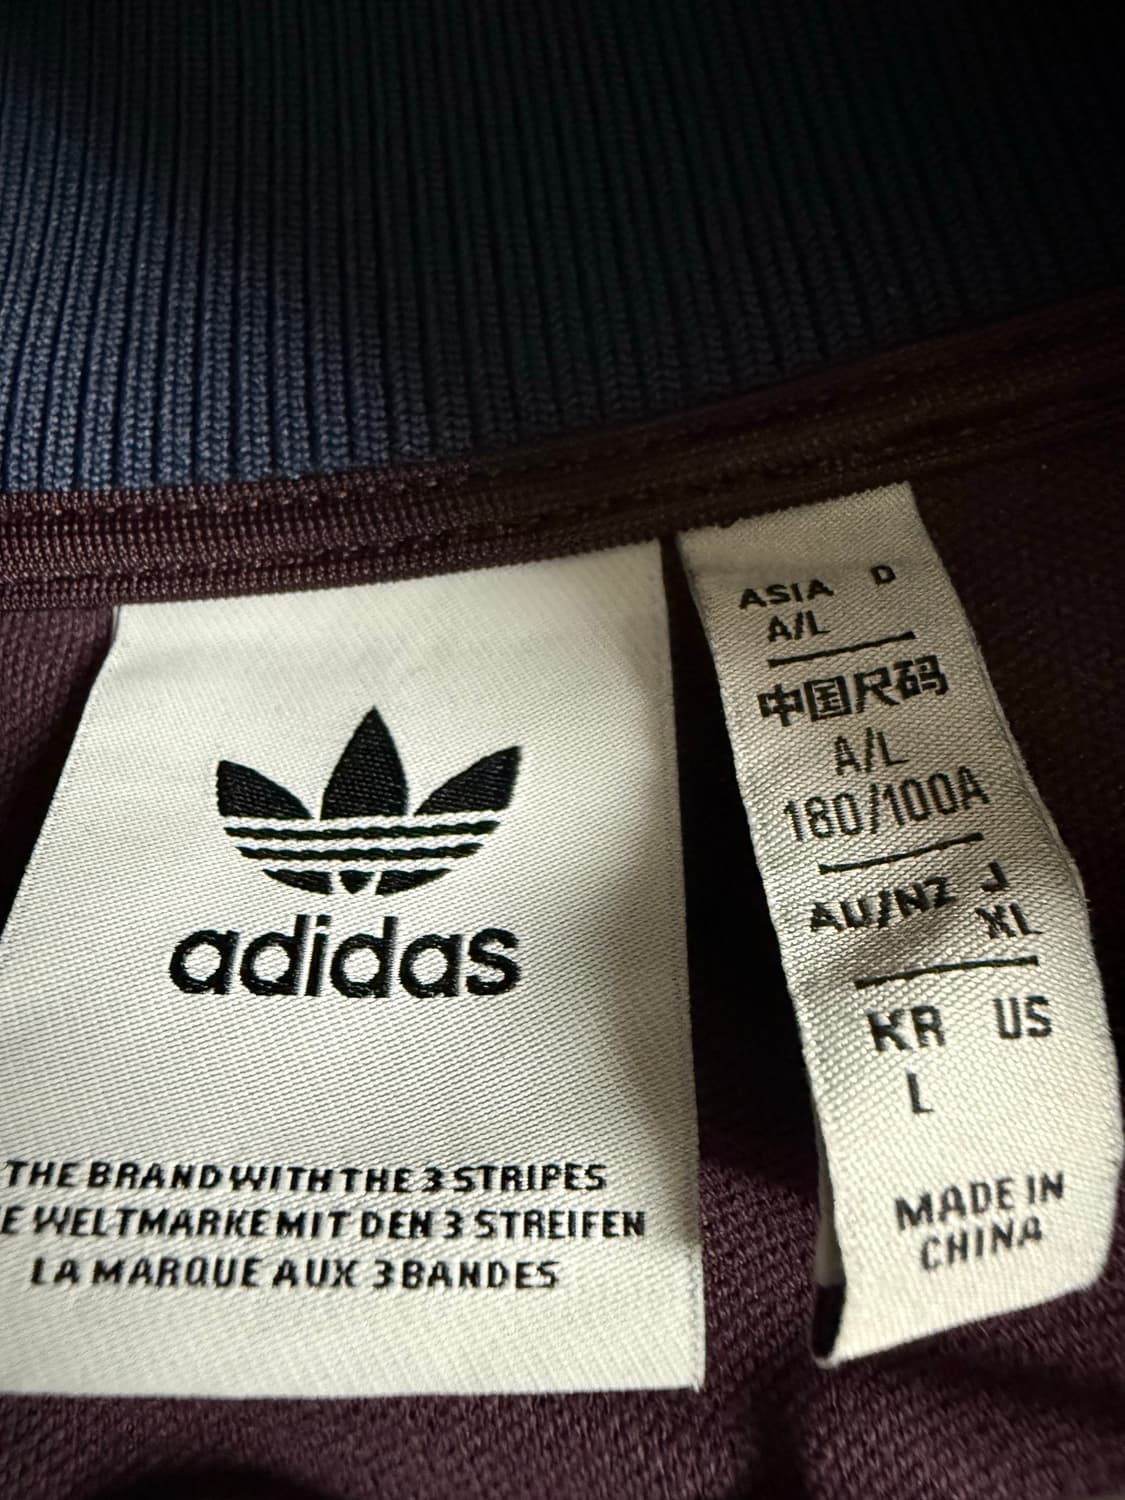 adidas
THE BRAND WITH THE 3 STRIPES
E WELTMARKE MIT DEN 3 STREIFEN
LA MARQUE AUX 3 BANDES
ASIA D
A/L
中国尺码
A/L
180/100A
AU/NZ J
XL
KR US
L
MADE IN
CHINA